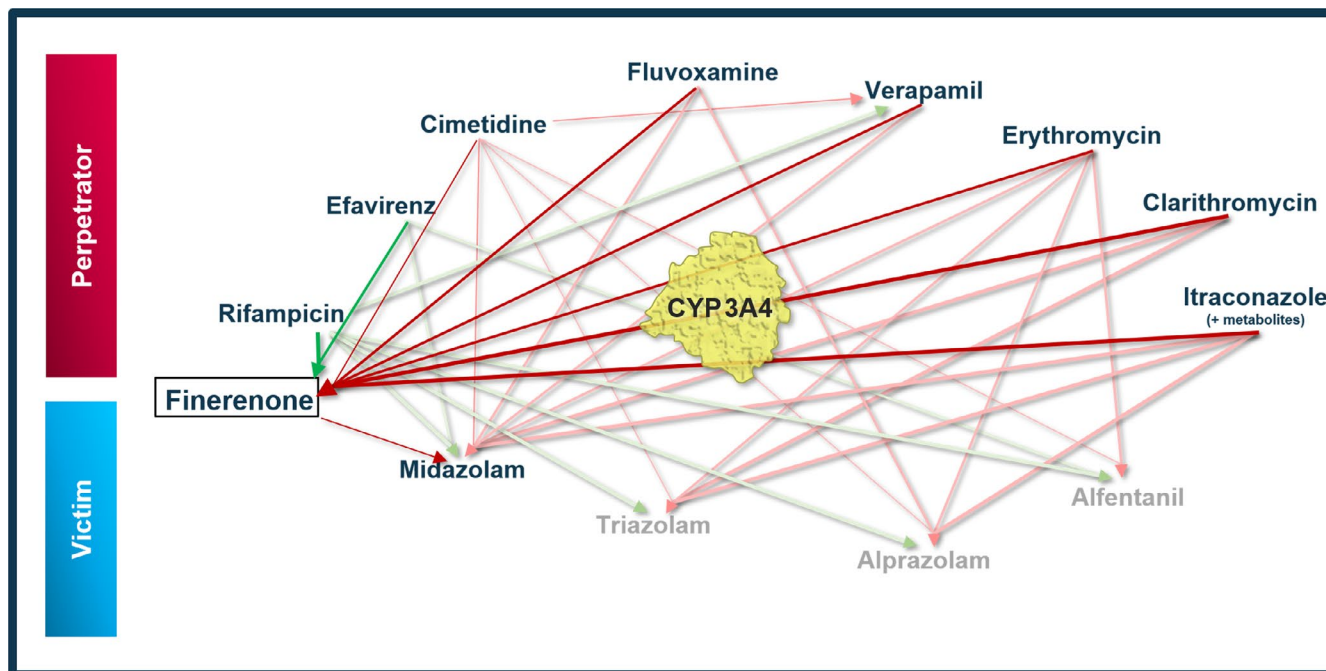 Perpetrator
Victim
Fluvoxamine
Verapamil
Cimetidine
Erythromycin
Efavirenz
Clarithromycin
Rifampicin
Itraconazole
(+ metabolites)
CYP3A4
Finerenone
Midazolam
Triazolam
Alfentanil
Alprazolam